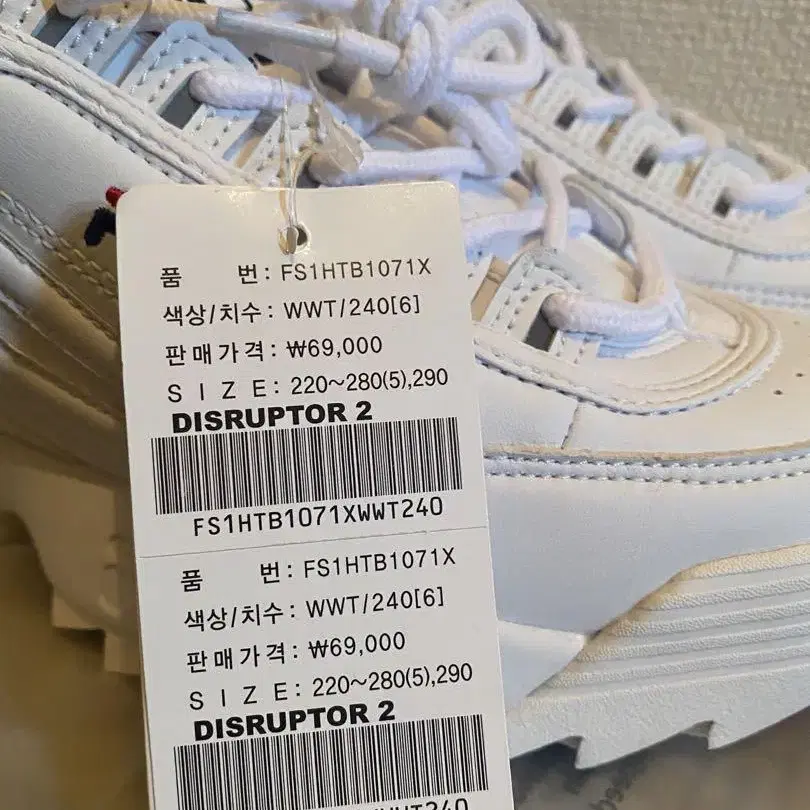 품 번: FS1HTB1071X
색상/치수: WWT/240[6]
판매가격: ₩69,000
S I Z E: 220~280(5),290
DISRUPTOR 2
FS1HTB1071XWWT240
품 번: FS1HTB1071X
색상/치수: WWT/240[6]
판매가격: ₩69,000
S I Z E: 220~280(5),290
DISRUPTOR 2